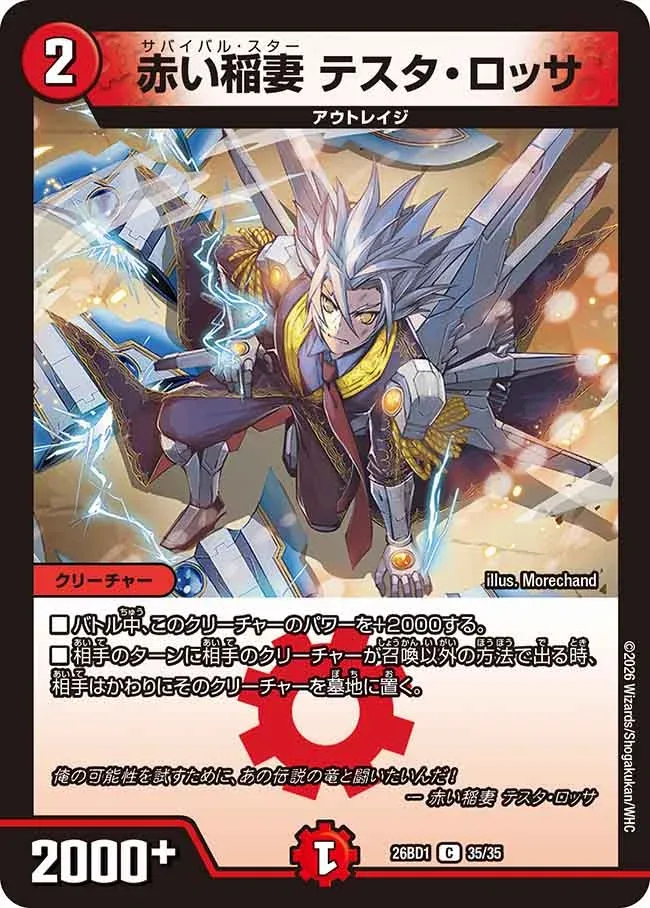 サバイバル・スター
2
赤い稲妻 テスタ・ロッサ
アウトレイジ
クリーチャー
illus. Morechand
■ バトル中、このクリーチャーのパワーを+2000する。
■ 相手のターンに相手のクリーチャーが召喚以外の方法で出る時、
相手はかわりにそのクリーチャーを墓地に置く。
俺の可能性を試すために、あの伝説の竜と闘いたいんだ!
― 赤い稲妻 テスタ・ロッサ
©2026 Wizards/Shogakukan/WHC
2000+
1
26BD1 C 35/35